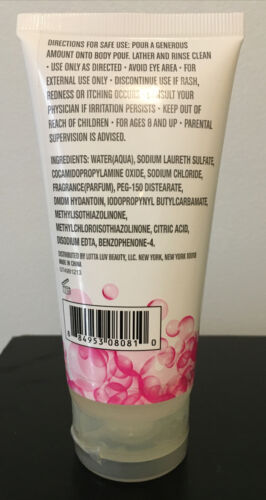 DIRECTIONS FOR SAFE USE: POUR A GENEROUS
AMOUNT ONTO BODY POUF. LATHER AND RINSE CLEAN
• USE ONLY AS DIRECTED • AVOID EYE AREA • FOR
EXTERNAL USE ONLY • DISCONTINUE USE IF RASH,
REDNESS OR ITCHING OCCURS CONSULT YOUR
PHYSICIAN IF IRRITATION PERSISTS • KEEP OUT OF
REACH OF CHILDREN • FOR AGES 8 AND UP • PARENTAL
SUPERVISION IS ADVISED.
INGREDIENTS: WATER(AQUA), SODIUM LAURETH SULFATE,
COCAMIDOPROPYLAMINE OXIDE, SODIUM CHLORIDE,
FRAGRANCE(PARFUM), PEG-150 DISTEARATE,
DMDM HYDANTOIN, IODOPROPYNYL BUTYLCARBAMATE,
METHYLISOTHIAZOLINONE,
METHYLCHLOROISOTHIAZOLINONE, CITRIC ACID,
DISODIUM EDTA, BENZOPHENONE-4.
DISTRIBUTED BY LOTTA LUV BEAUTY, LLC. NEW YORK, NEW YORK 10018
MADE IN CHINA
8 84953 08081 0